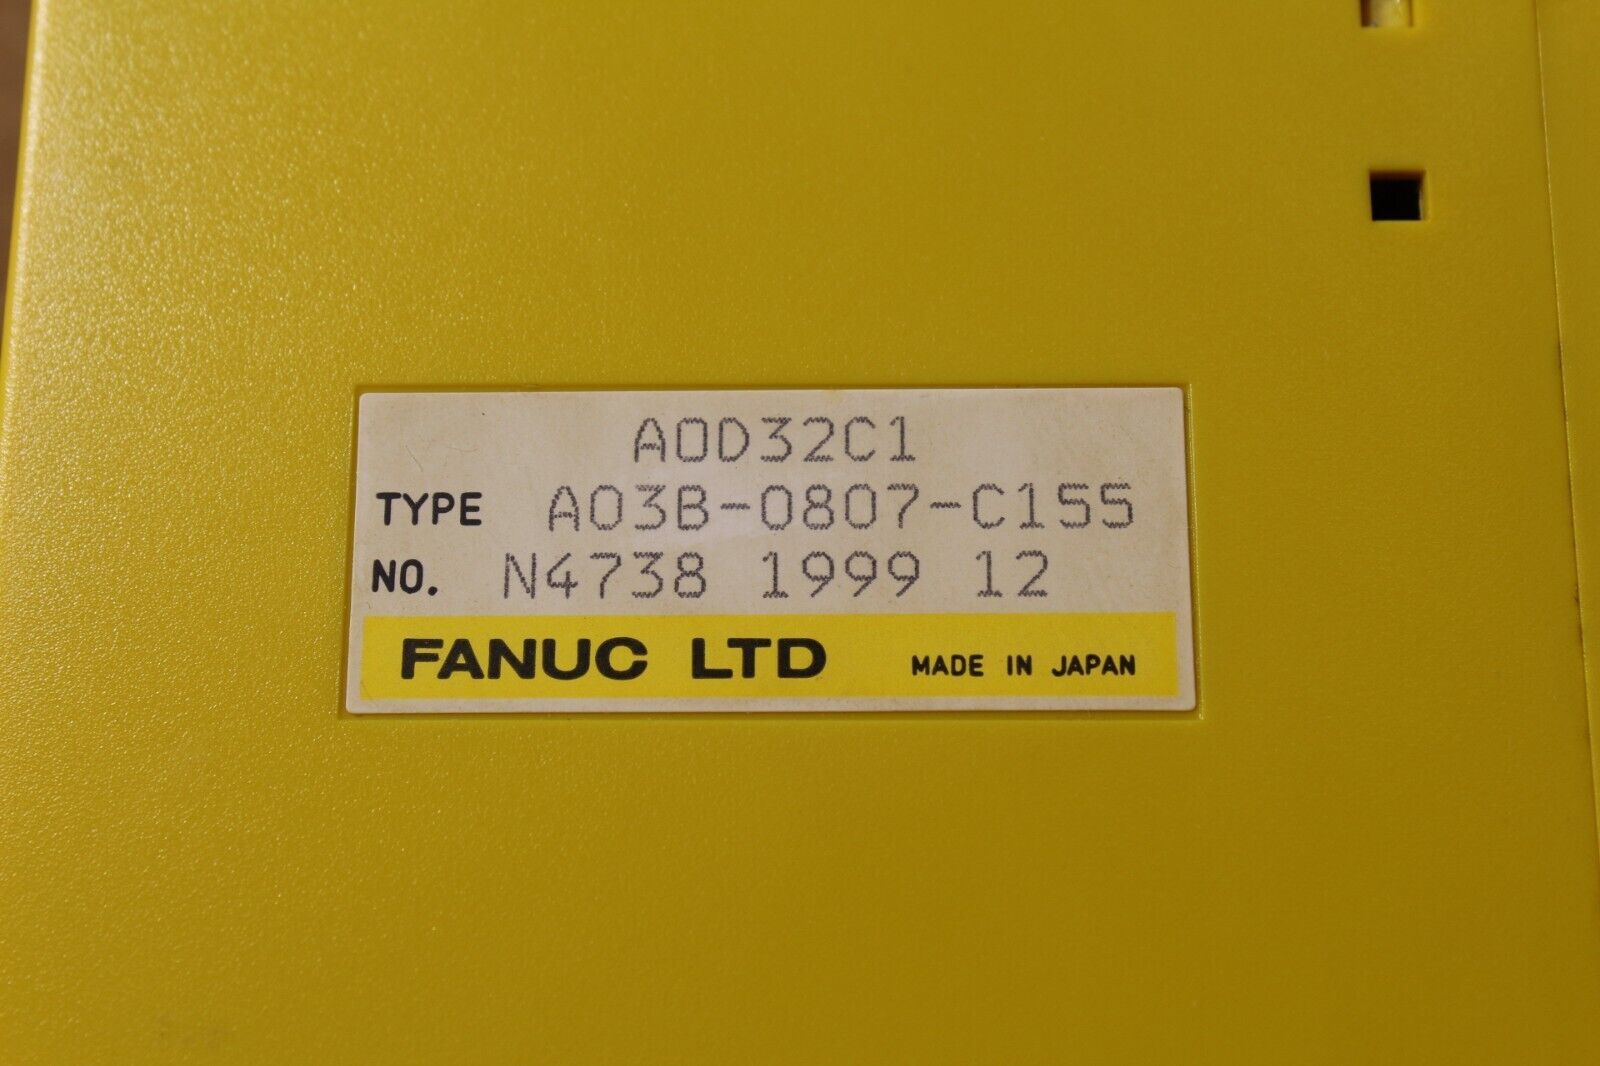 AOD32C1
TYPE A03B-0807-C155
NO. N4738 1999 12
FANUC LTD MADE IN JAPAN